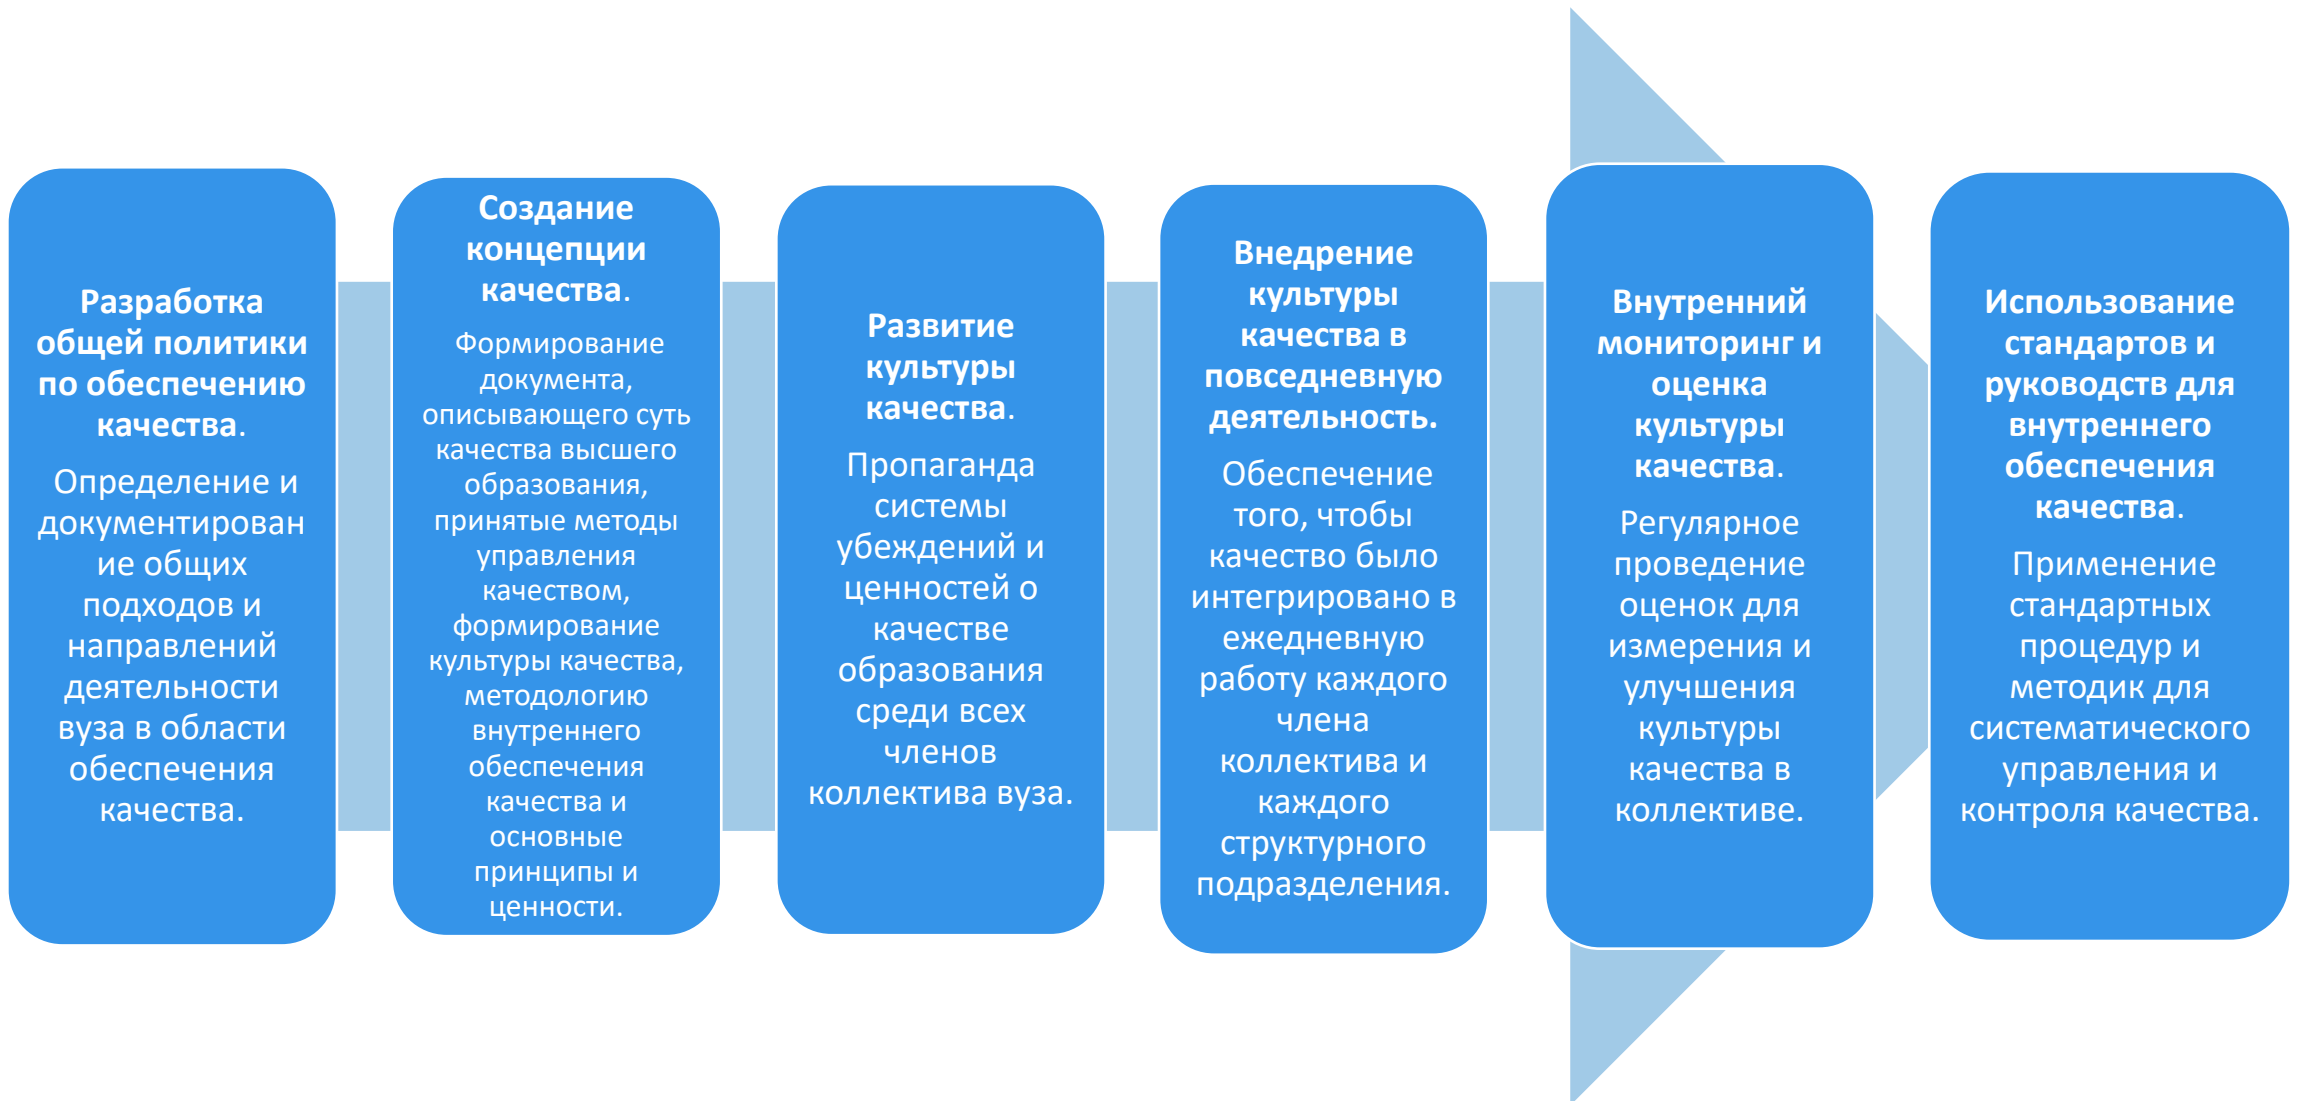 Разработка
общей политики
по обеспечению
качества.
Определение и
документирован
ие общих
подходов и
направлений
деятельности
вуза в области
обеспечения
качества.
Создание
концепции
качества.
Формирование
документа,
описывающего суть
качества высшего
образования,
принятые методы
управления
качеством,
формирование
культуры качества,
методологию
внутреннего
обеспечения
качества и
основные
принципы и
ценности.
Развитие
культуры
качества.
Пропаганда
системы
убеждений и
ценностей о
качестве
образования
среди всех
членов
коллектива вуза.
Внедрение
культуры
качества в
повседневную
деятельность.
Обеспечение
того, чтобы
качество было
интегрировано в
ежедневную
работу каждого
члена
коллектива и
каждого
структурного
подразделения.
Внутренний
мониторинг и
оценка
культуры
качества.
Регулярное
проведение
оценок для
измерения и
улучшения
культуры
качества в
коллективе.
Использование
стандартов и
руководств для
внутреннего
обеспечения
качества.
Применение
стандартных
процедур и
методик для
систематического
управления и
контроля качества.